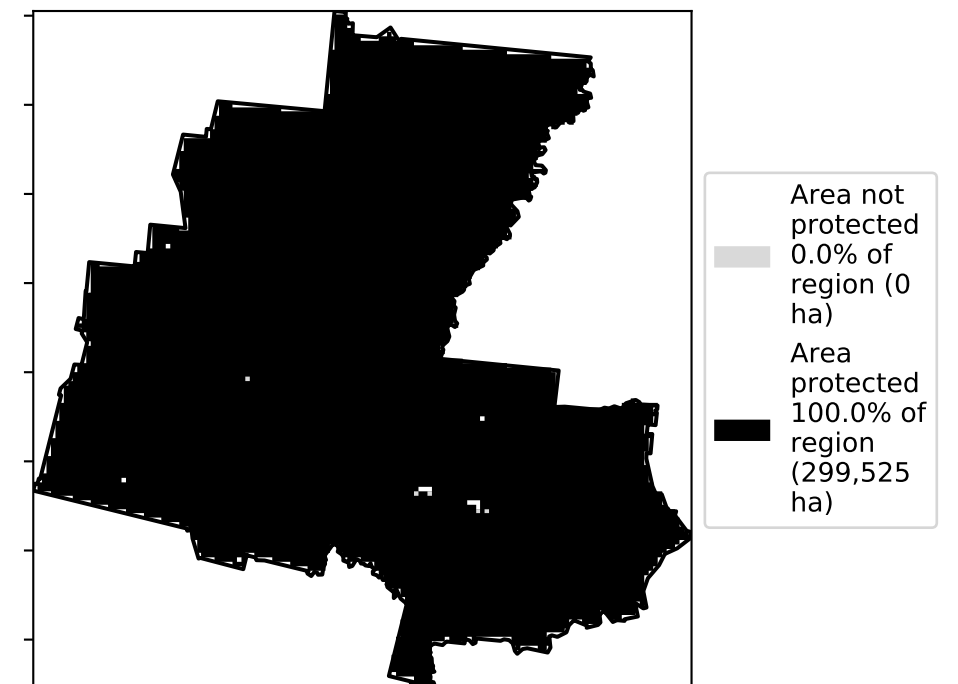 Area not
protected
0.0% of
region (0
ha)
Area
protected
100.0% of
region
(299,525
ha)